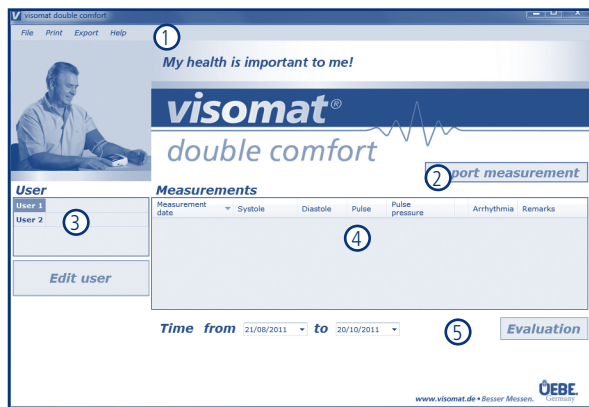 visomat double comfort
File Print Export Help
1
My health is important to me!
visomat®
double comfort
2 port measurement
User
Measurements
User 1
User 2
3
Measurement date Systole Diastole Pulse Pulse pressure Arrhythmia Remarks
4
Edit user
Time from 21/08/2011 to 20/10/2011
5
Evaluation
www.visomat.de • Besser Messen.
UEBE.
Germany